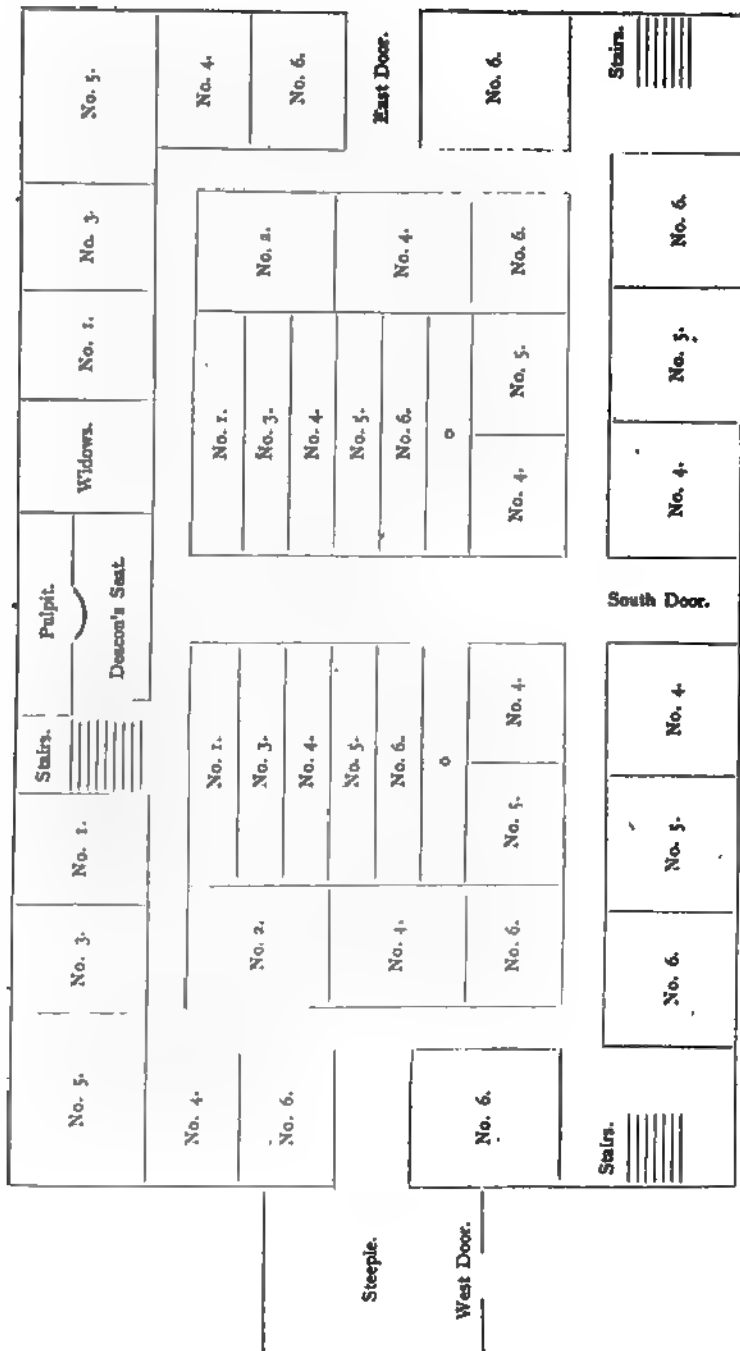 Stairs. Pulpit.
No. 5. No. 3. No. 1. Widows. No. 1. No. 3. No. 5.
Deacon's Seat.
No. 4. No. 4.
No. 1. No. 1.
No. 2. No. 3. No. 3. No. 2.
No. 6. No. 6.
No. 4. No. 4.
No. 5. No. 5.
Steeple. East Door.
No. 4. No. 6. No. 6. No. 4.
o o
West Door.
No. 6. No. 6.
No. 6. No. 5. No. 4. No. 4. No. 5. No. 6.
Stairs. South Door. Stairs.
No. 6. No. 5. No. 4. No. 4. No. 5. No. 6.